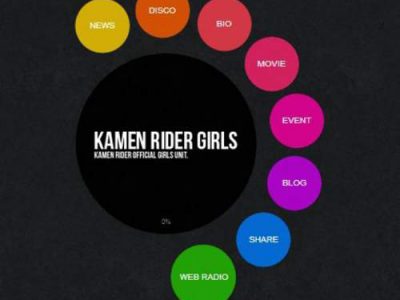 NEWS
DISCO
BIO
MOVIE
KAMEN RIDER GIRLS
KAMEN RIDER OFFICIAL GIRLS UNIT.
EVENT
BLOG
0%
SHARE
WEB RADIO